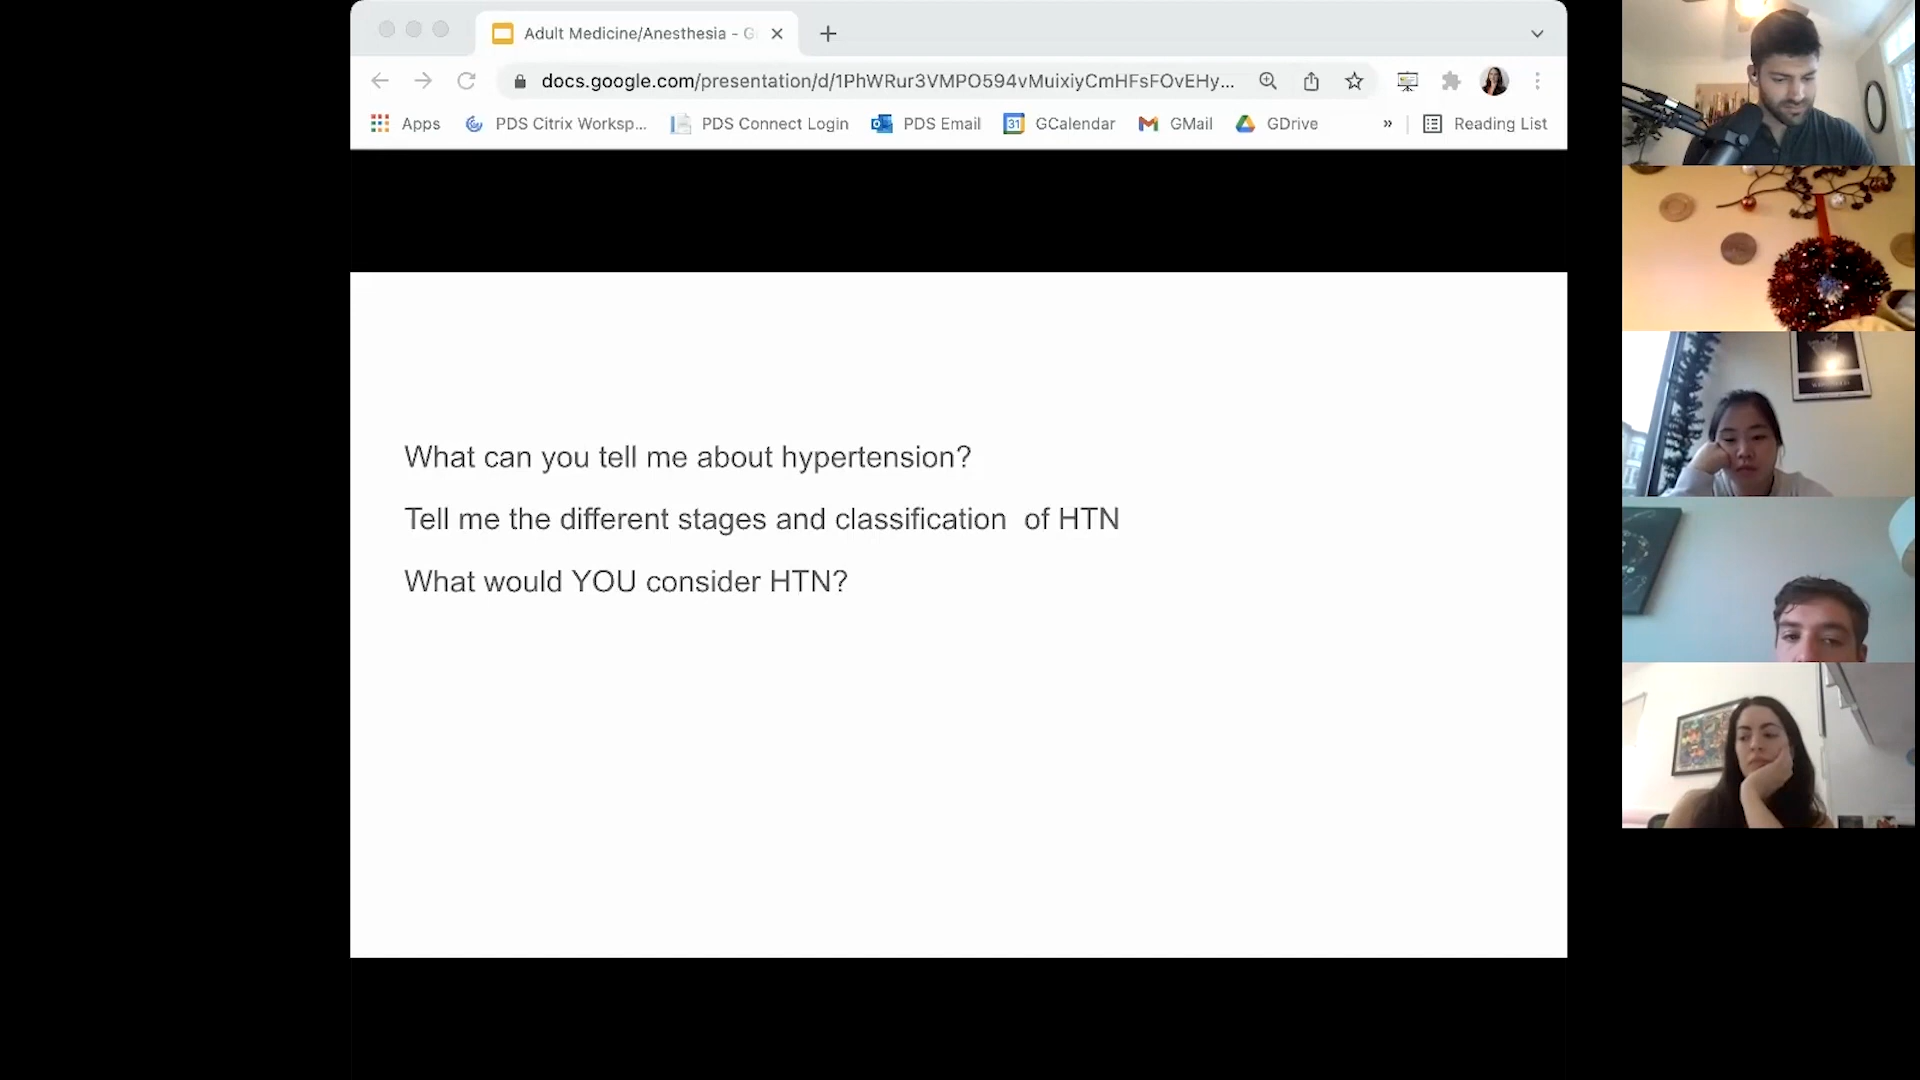 Adult Medicine/Anesthesia - G
docs.google.com/presentation/d/1PhWRur3VMPO594vMuixiyCmHFsFOvEHy...
Apps PDS Citrix Worksp... PDS Connect Login PDS Email 31 GCalendar GMail GDrive » Reading List
What can you tell me about hypertension?
Tell me the different stages and classification of HTN
What would YOU consider HTN?